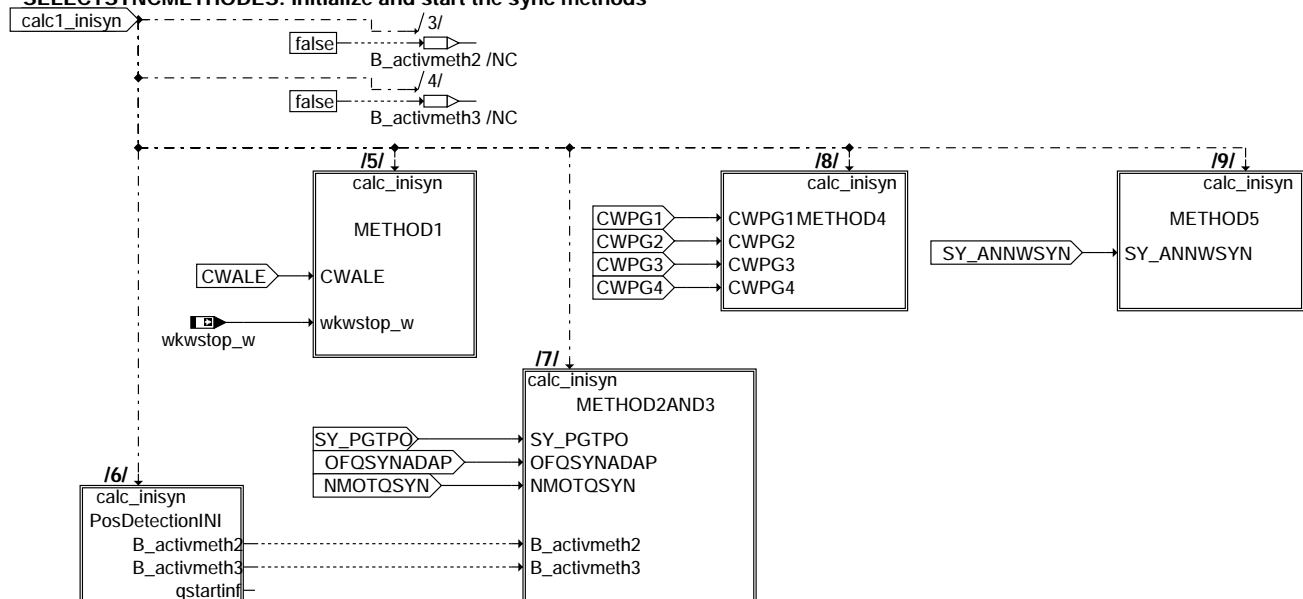 SELECTSYNCMETHODES: Initialize and start the sync methods
calc1_inisyn
/3/
false
B_activmeth2 /NC
/4/
false
B_activmeth3 /NC
/5/
calc_inisyn
METHOD1
CWALE
CWALE
wkwstop_w
wkwstop_w
/8/
calc_inisyn
CWPG1
CWPG1METHOD4
CWPG2
CWPG2
CWPG3
CWPG3
CWPG4
CWPG4
/9/
calc_inisyn
METHOD5
SY_ANNWSYN
SY_ANNWSYN
/7/
calc_inisyn
METHOD2AND3
SY_PGTPO
SY_PGTPO
OFQSYNADAP
OFQSYNADAP
NMOTQSYN
NMOTQSYN
B_activmeth2
B_activmeth3
/6/
calc_inisyn
PosDetectionINI
B_activmeth2
B_activmeth3
qstartinf